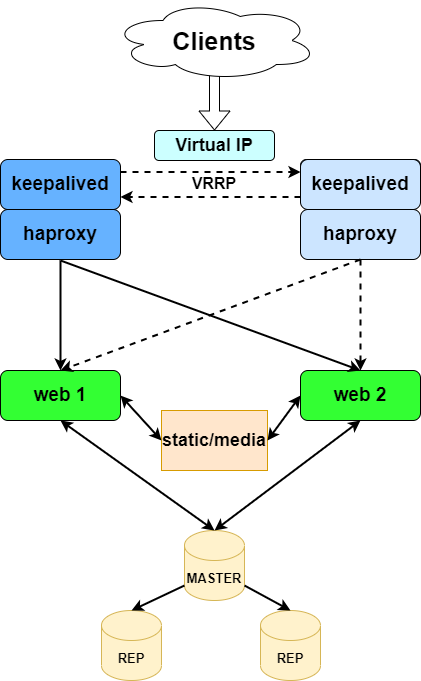 Clients
Virtual IP
keepalived
VRRP
keepalived
haproxy
haproxy
web 1
web 2
static/media
MASTER
REP
REP